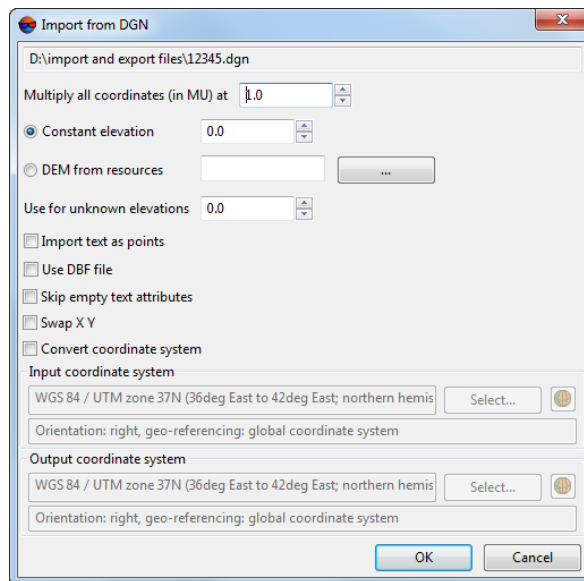 Import from DGN
D:\import and export files\12345.dgn
Multiply all coordinates (in MU) at 1.0
Constant elevation 0.0
DEM from resources ...
Use for unknown elevations 0.0
Import text as points
Use DBF file
Skip empty text attributes
Swap X Y
Convert coordinate system
Input coordinate system
WGS 84 / UTM zone 37N (36deg East to 42deg East; northern hemis Select...
Orientation: right, geo-referencing: global coordinate system
Output coordinate system
WGS 84 / UTM zone 37N (36deg East to 42deg East; northern hemis Select...
Orientation: right, geo-referencing: global coordinate system
OK Cancel